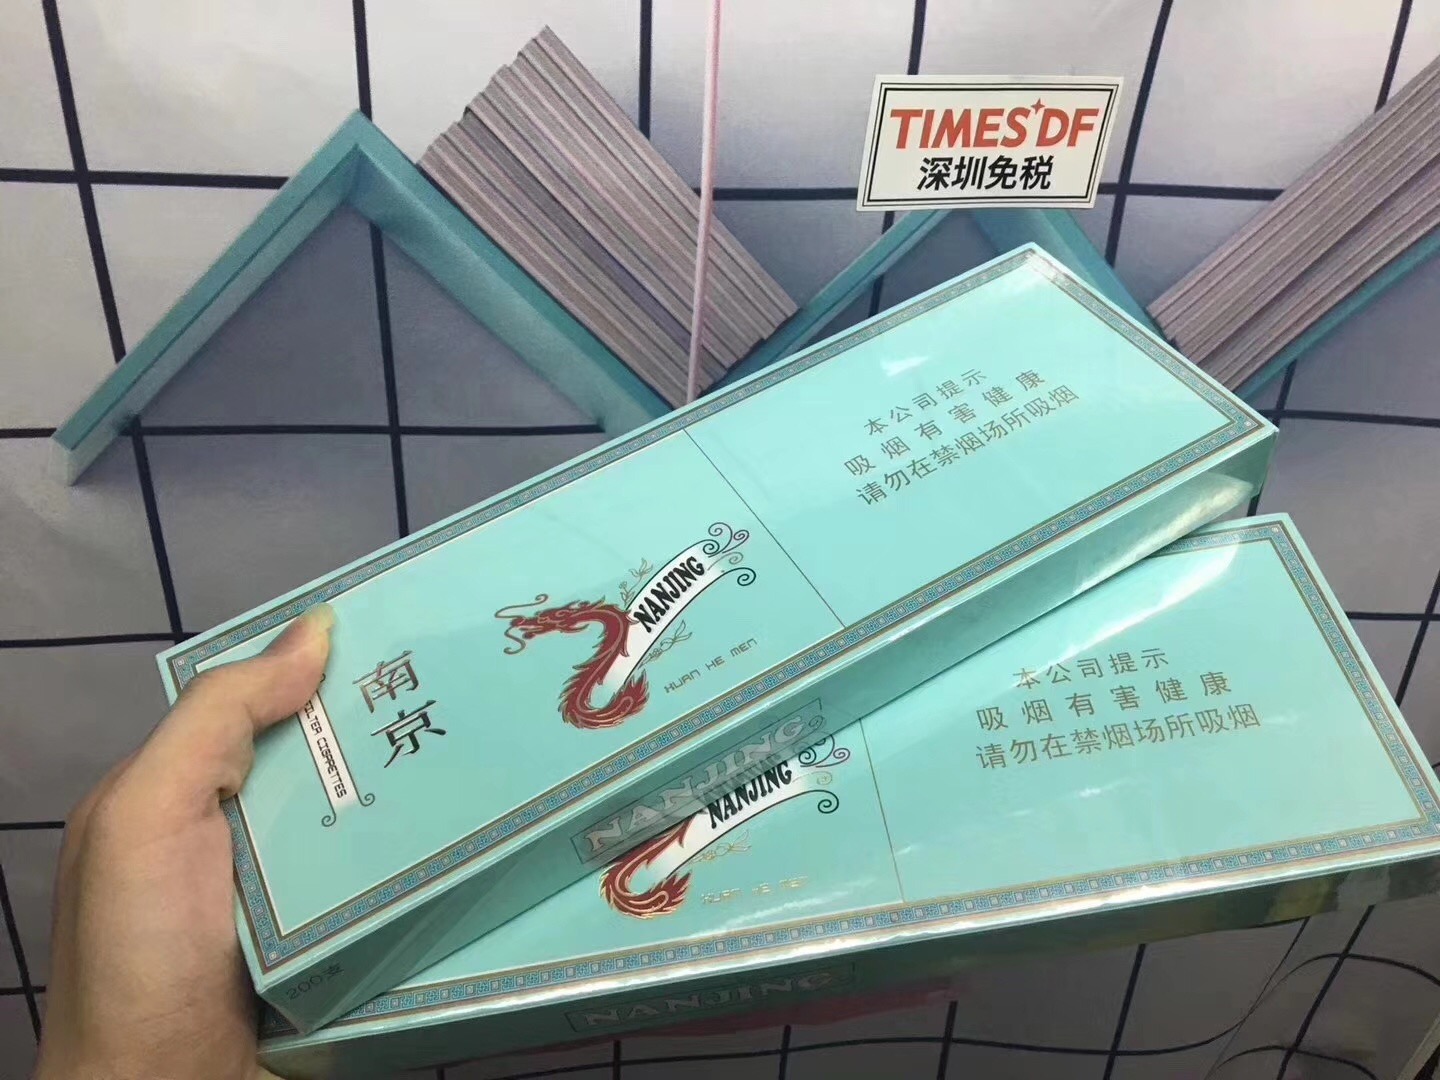 TIMES DF
深圳免税
本公司提示
吸烟有害健康
请勿在禁烟场所吸烟
NANJING
XUAN HE MEN
南京
FILTER CIGARETTES
200支
NANJING
本公司提示
吸烟有害健康
请勿在禁烟场所吸烟
NANJING
XUAN HE MEN
NANJING